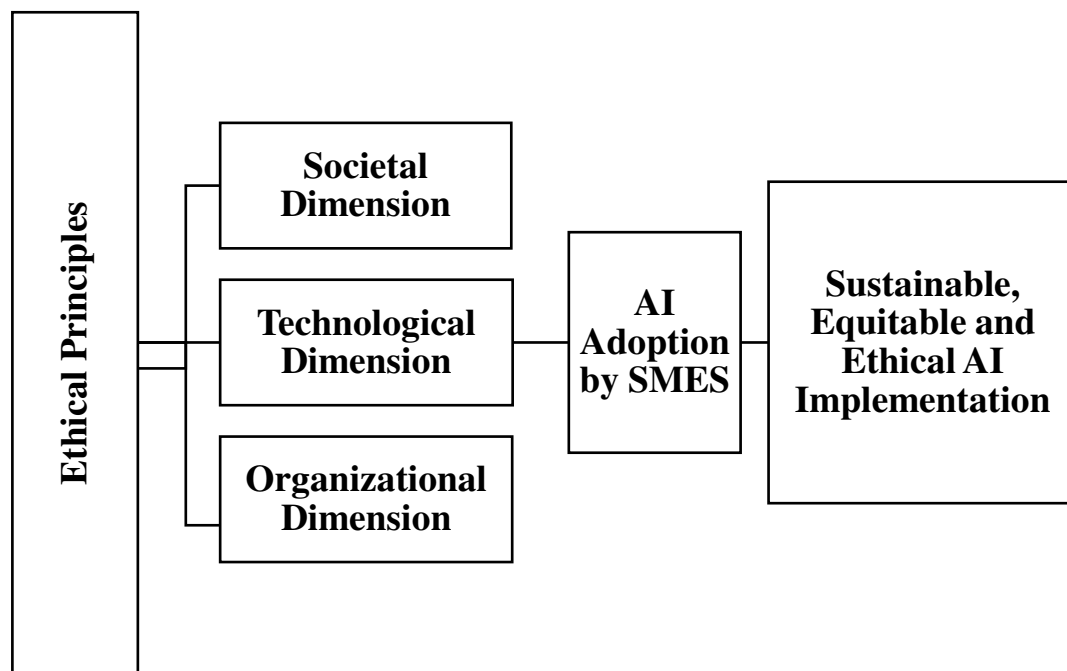 Ethical Principles
Societal
Dimension
Technological
Dimension
Organizational
Dimension
AI
Adoption
by SMES
Sustainable,
Equitable and
Ethical AI
Implementation